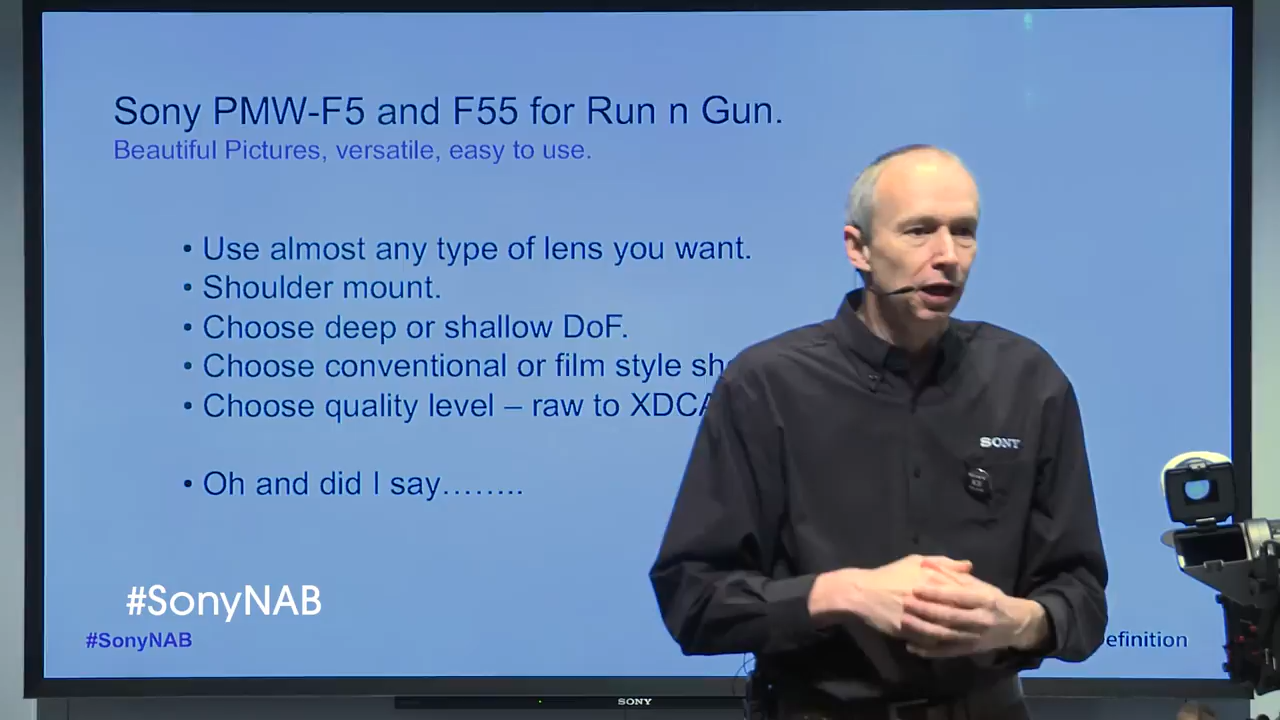 Sony PMW-F5 and F55 for Run n Gun.
Beautiful Pictures, versatile, easy to use.
• Use almost any type of lens you want.
• Shoulder mount.
• Choose deep or shallow DoF.
• Choose conventional or film style sh
• Choose quality level – raw to XDCA
• Oh and did I say........
SONY
#SonyNAB
#SonyNAB
Definition
SONY